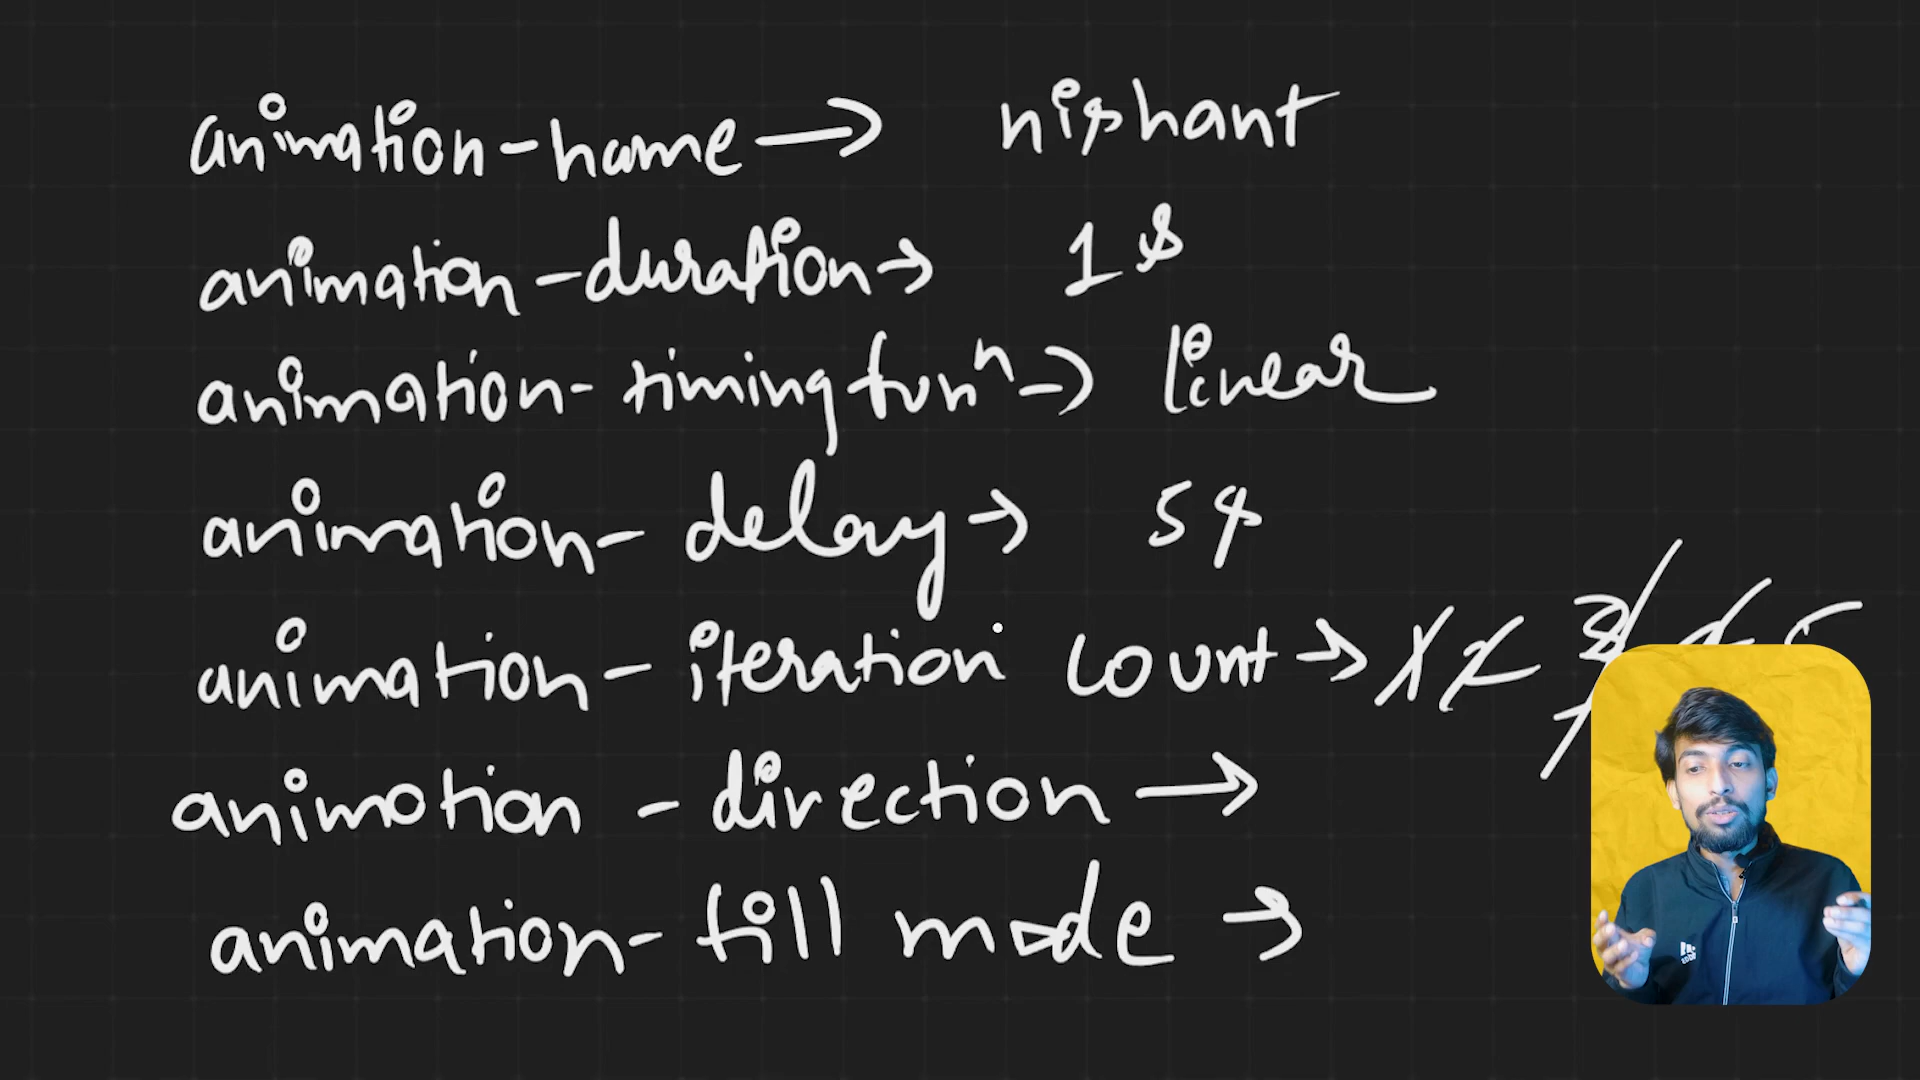 animation-name → nishant
animation-duration → 1s
animation-timing funⁿ → linear
animation-delay → 5s
animation-iteration count →
animation-direction →
animation-fill mode →